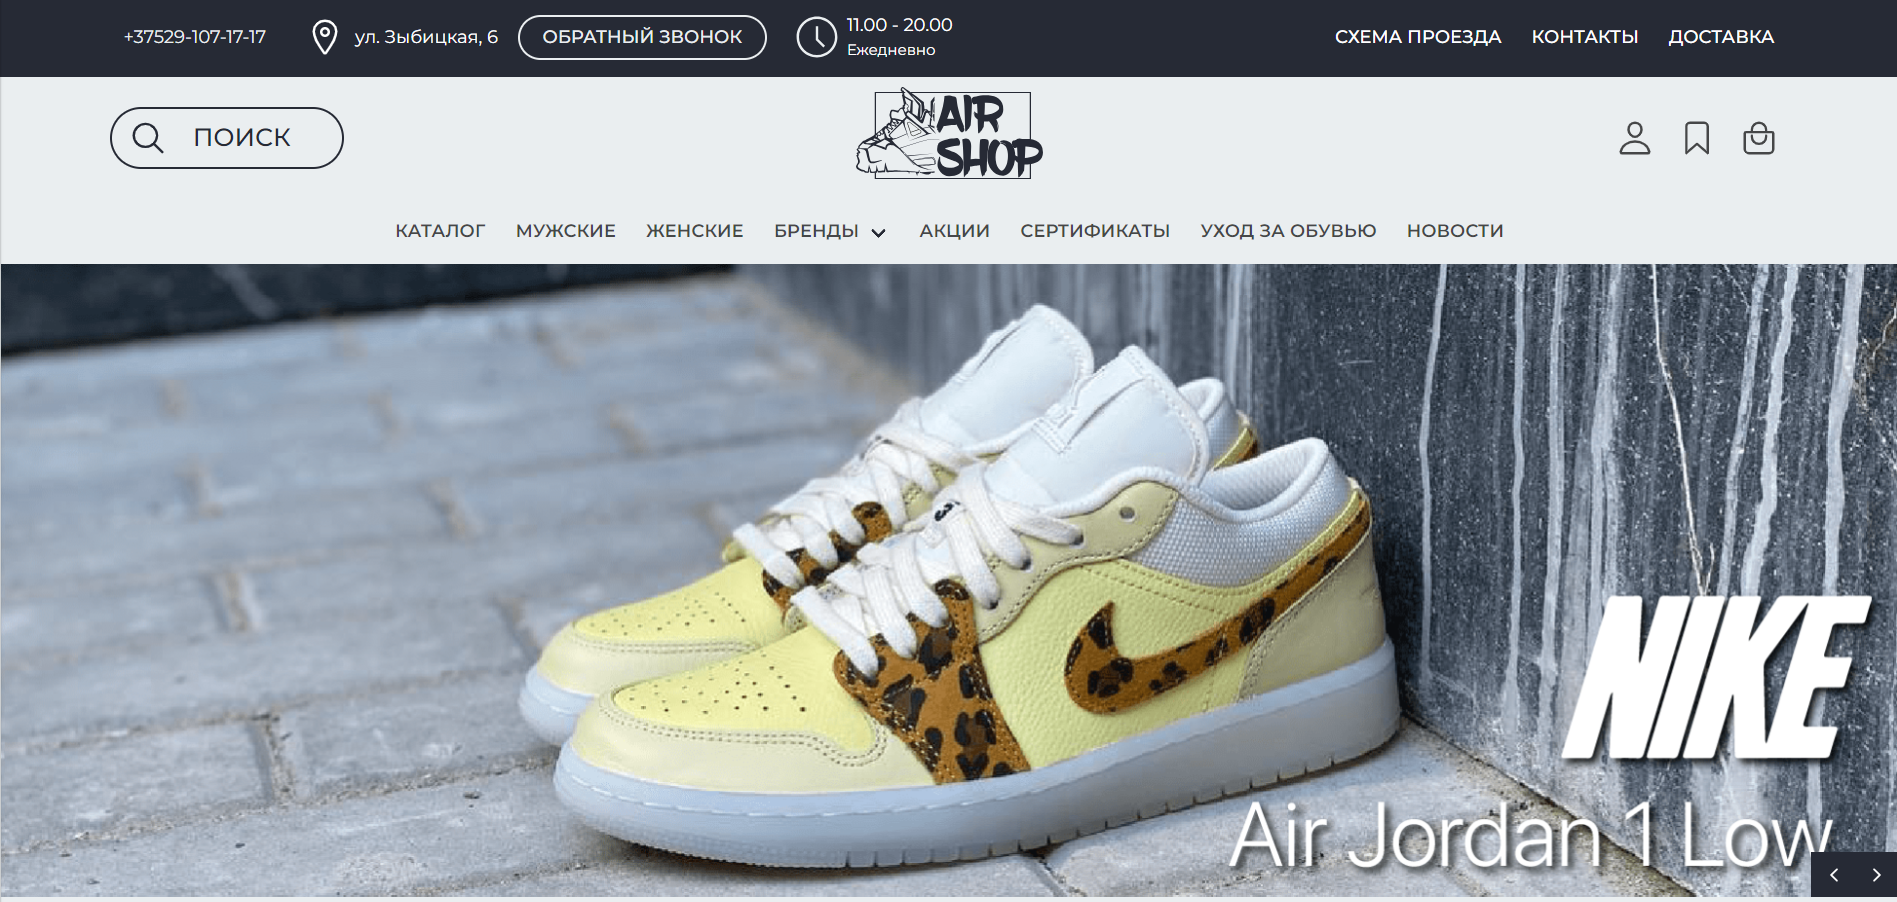 +37529-107-17-17
ул. Зыбицкая, 6
ОБРАТНЫЙ ЗВОНОК
11.00 - 20.00
Ежедневно
СХЕМА ПРОЕЗДА
КОНТАКТЫ
ДОСТАВКА
ПОИСК
AIR
SHOP
КАТАЛОГ
МУЖСКИЕ
ЖЕНСКИЕ
БРЕНДЫ
АКЦИИ
СЕРТИФИКАТЫ
УХОД ЗА ОБУВЬЮ
НОВОСТИ
NIKE
Air Jordan 1 Low